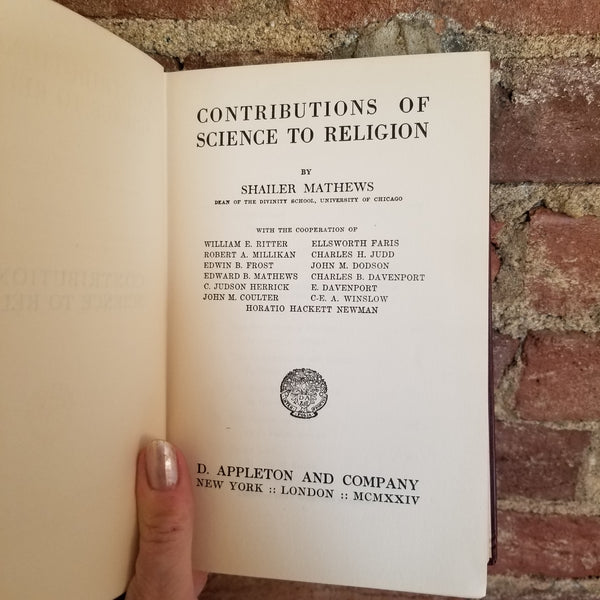 CONTRIBUTIONS OF
SCIENCE TO RELIGION
BY
SHAILER MATHEWS
DEAN OF THE DIVINITY SCHOOL, UNIVERSITY OF CHICAGO
WITH THE COOPERATION OF
WILLIAM E. RITTER
ROBERT A. MILLIKAN
EDWIN B. FROST
EDWARD B. MATHEWS
C. JUDSON HERRICK
JOHN M. COULTER
ELLSWORTH FARIS
CHARLES H. JUDD
JOHN M. DODSON
CHARLES B. DAVENPORT
E. DAVENPORT
C-E. A. WINSLOW
HORATIO HACKETT NEWMAN
D. APPLETON AND COMPANY
NEW YORK :: LONDON :: MCMXXIV